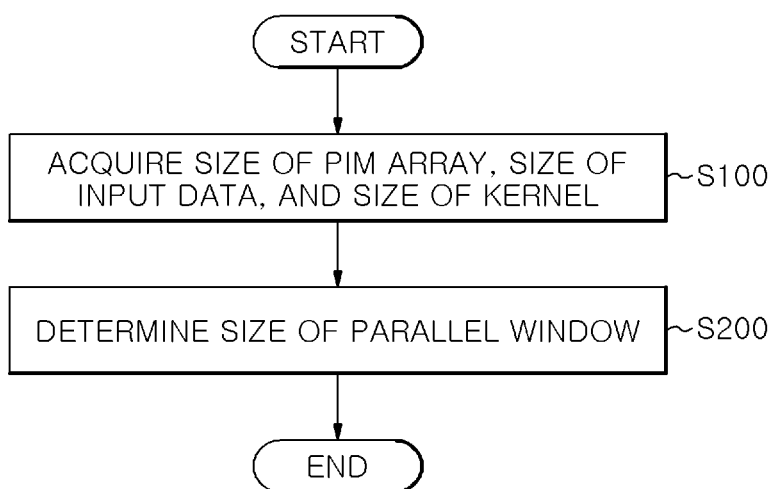 START
ACQUIRE SIZE OF PIM ARRAY, SIZE OF
INPUT DATA, AND SIZE OF KERNEL
~S100
DETERMINE SIZE OF PARALLEL WINDOW
~S200
END